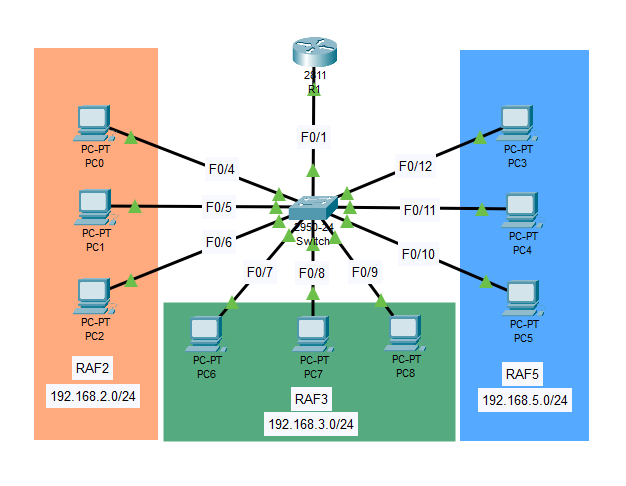 2811
R1
F0/1
PC-PT
PC0
F0/4
F0/12
PC-PT
PC3
F0/5
F0/11
PC-PT
PC1
PC-PT
PC4
2950-24
Switch
F0/6
F0/10
F0/7
F0/8
F0/9
PC-PT
PC2
PC-PT
PC5
PC-PT
PC6
PC-PT
PC7
PC-PT
PC8
RAF2
192.168.2.0/24
RAF3
192.168.3.0/24
RAF5
192.168.5.0/24